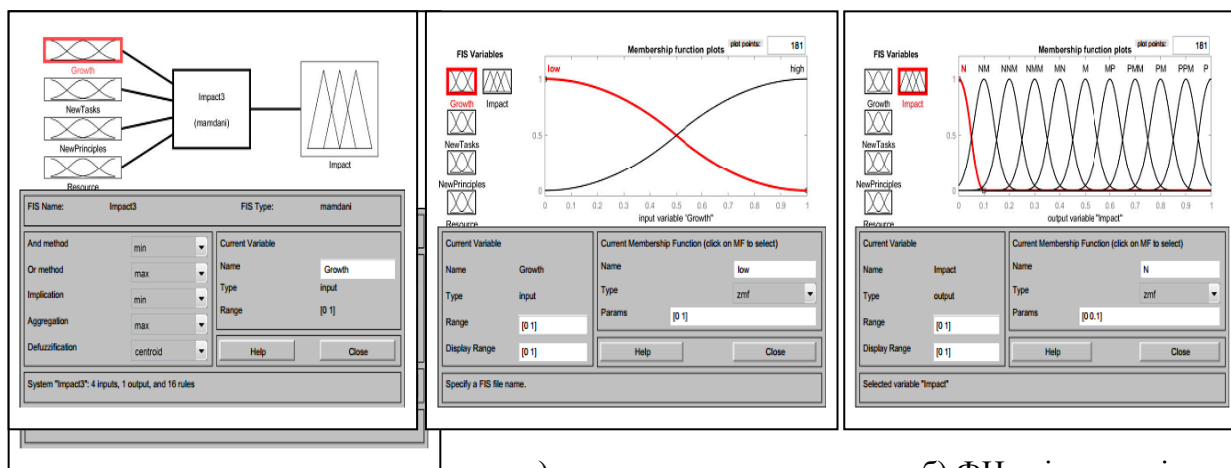 Growth
NewTasks
NewPrinciples
Resource
Impact3
(mamdani)
Impact
FIS Name: Impact3 FIS Type: mamdani
And method min
Or method max
Implication min
Aggregation max
Defuzzification centroid
Current Variable
Name Growth
Type input
Range [0 1]
Help Close
System "Impact3": 4 inputs, 1 output, and 16 rules
FIS Variables
Growth Impact
NewTasks
NewPrinciples
Resource
Membership function plots plot points: 181
low high
1
0.5
0
0 0.1 0.2 0.3 0.4 0.5 0.6 0.7 0.8 0.9 1
input variable "Growth"
Current Variable
Name Growth
Type input
Range [0 1]
Display Range [0 1]
Current Membership Function (click on MF to select)
Name low
Type zmf
Params [0 1]
Help Close
Specify a FIS file name.
FIS Variables
Growth Impact
NewTasks
NewPrinciples
Resource
Membership function plots plot points: 181
N NM NNM NMM MN M MP PMM PM PPM P
1
0.5
0
0 0.1 0.2 0.3 0.4 0.5 0.6 0.7 0.8 0.9 1
output variable "Impact"
Current Variable
Name Impact
Type output
Range [0 1]
Display Range [0 1]
Current Membership Function (click on MF to select)
Name N
Type zmf
Params [0 0.1]
Help Close
Selected variable "Impact"
б) ФН